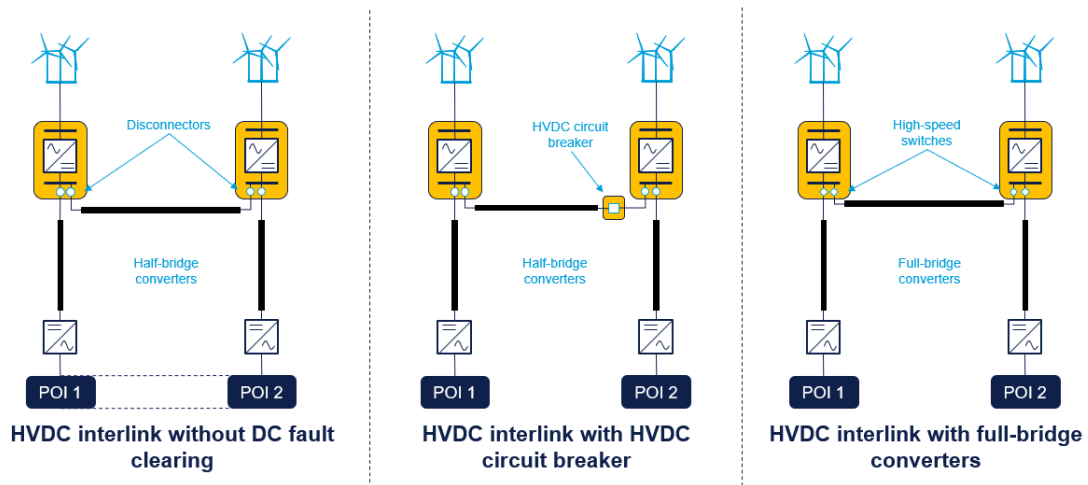 Disconnectors
Half-bridge
converters
POI 1
POI 2
HVDC interlink without DC fault
clearing
HVDC circuit
breaker
Half-bridge
converters
POI 1
POI 2
HVDC interlink with HVDC
circuit breaker
High-speed
switches
Full-bridge
converters
POI 1
POI 2
HVDC interlink with full-bridge
converters